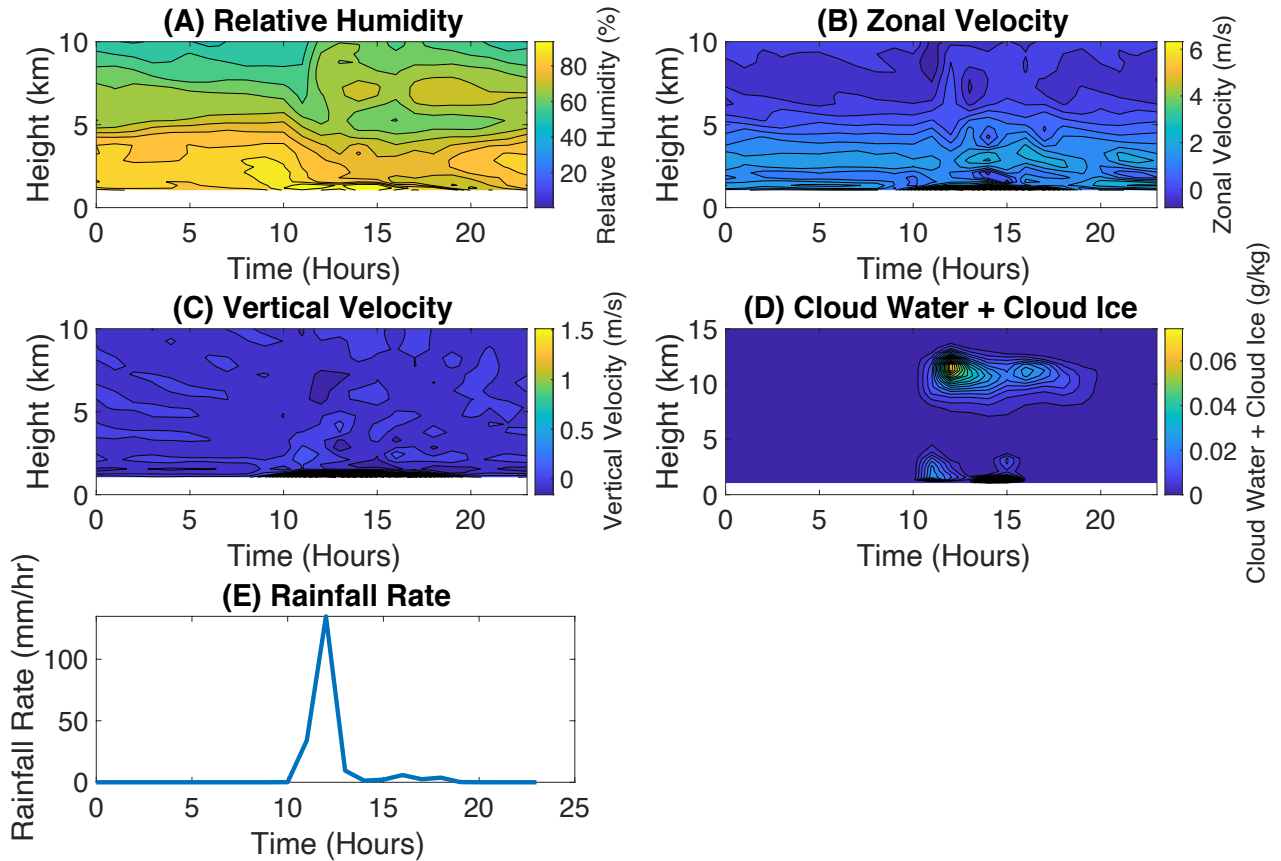 (A) Relative Humidity
10
5
0
Height (km)
0 5 10 15 20
Time (Hours)
80
60
40
20
Relative Humidity (%)
(B) Zonal Velocity
10
5
0
Height (km)
0 5 10 15 20
Time (Hours)
6
4
2
0
Zonal Velocity (m/s)
(C) Vertical Velocity
10
5
0
Height (km)
0 5 10 15 20
Time (Hours)
1.5
1
0.5
0
Vertical Velocity (m/s)
(D) Cloud Water + Cloud Ice
15
10
5
0
Height (km)
0 5 10 15 20
Time (Hours)
0.06
0.04
0.02
0
Cloud Water + Cloud Ice (g/kg)
(E) Rainfall Rate
100
50
0
Rainfall Rate (mm/hr)
0 5 10 15 20 25
Time (Hours)